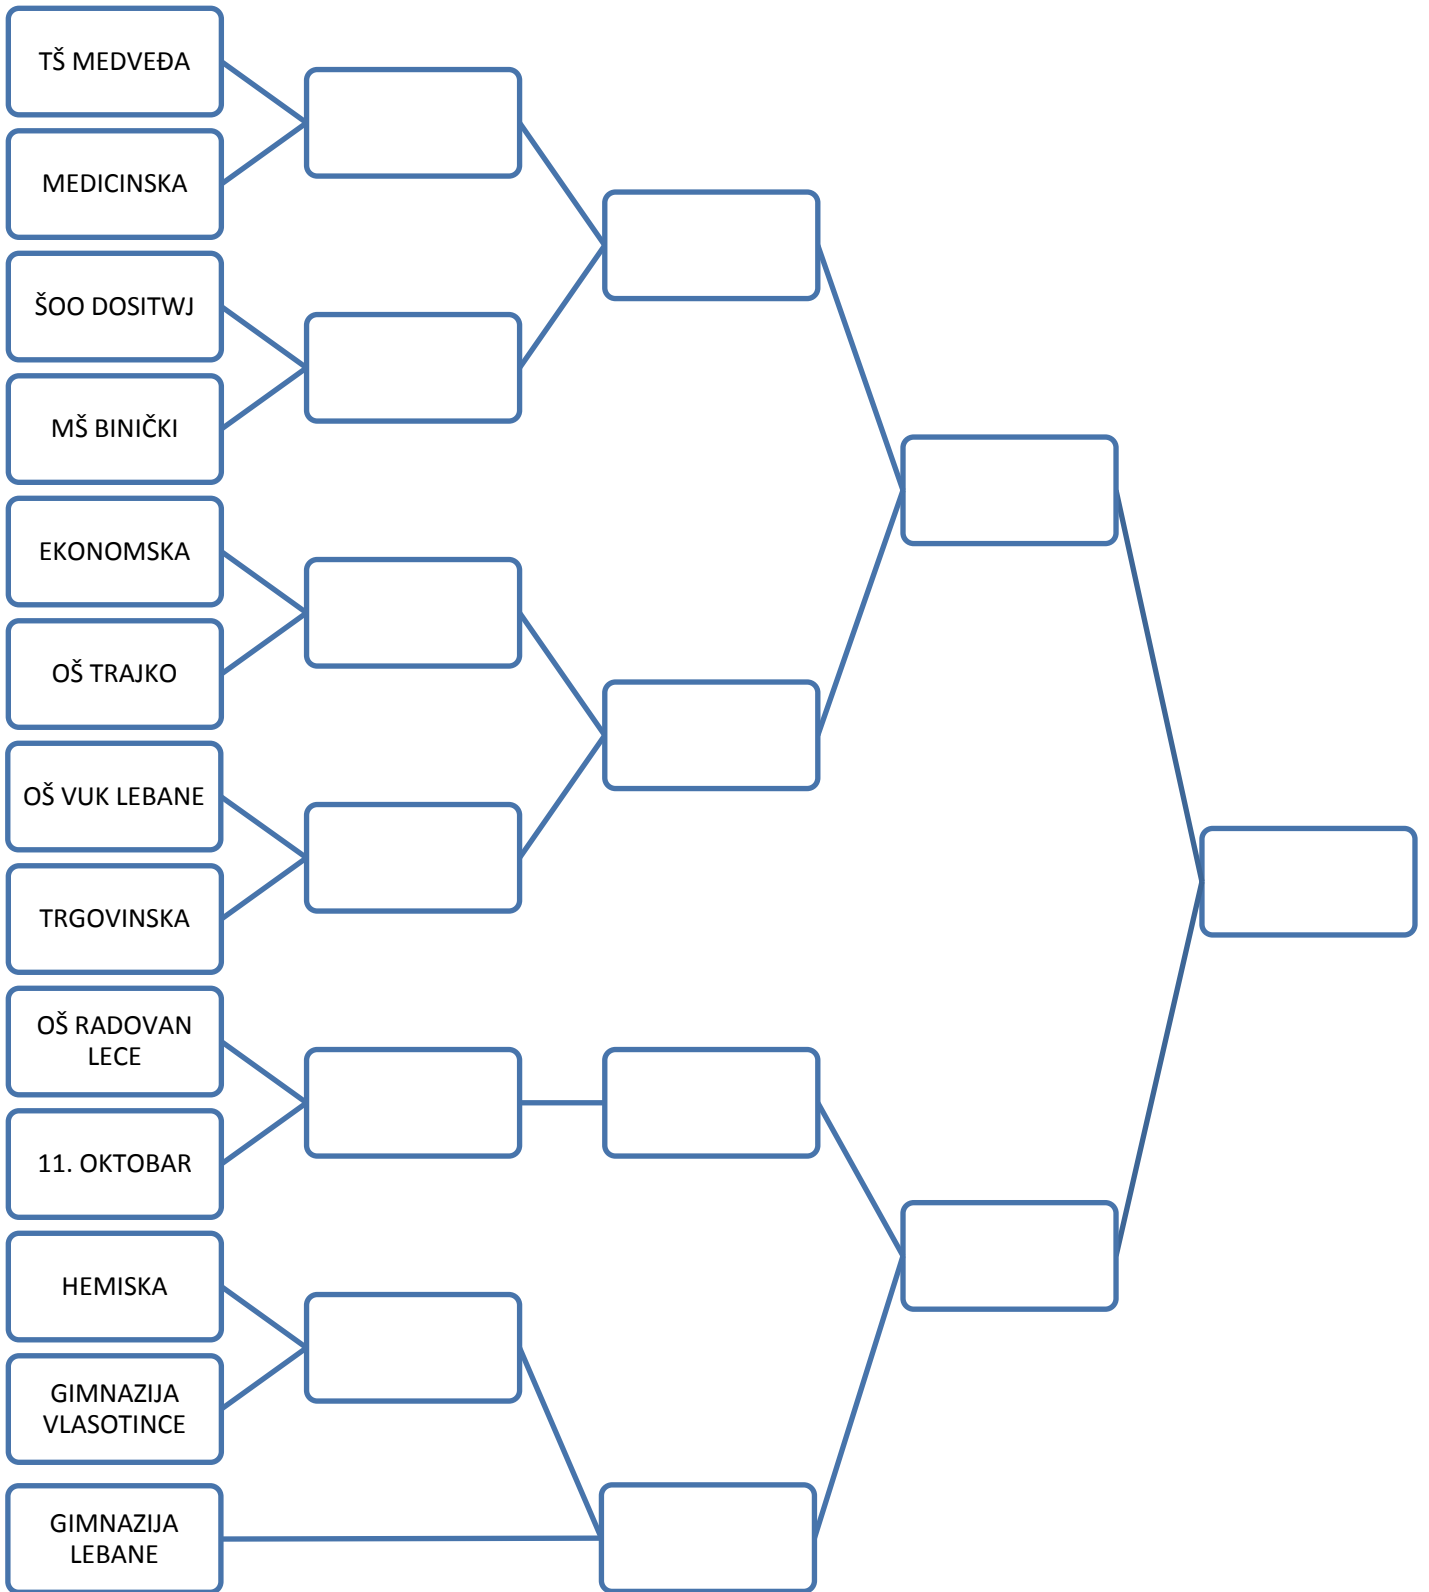 TŠ MEDVEĐA
MEDICINSKA
ŠOO DOSITWJ
MŠ BINIČKI
EKONOMSKA
OŠ TRAJKO
OŠ VUK LEBANE
TRGOVINSKA
OŠ RADOVAN
LECE
11. OKTOBAR
HEMISKA
GIMNAZIJA
VLASOTINCE
GIMNAZIJA
LEBANE